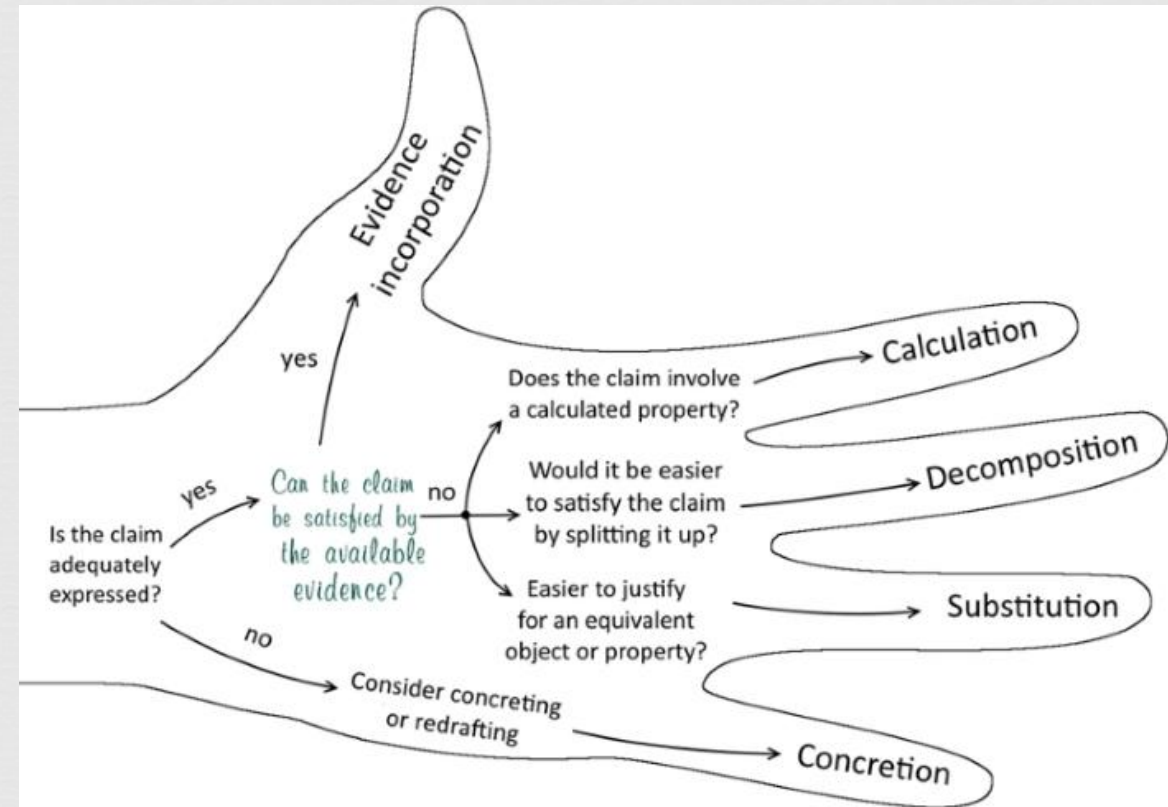 Evidence
incorporation
yes
Calculation
Does the claim involve
a calculated property?
Decomposition
Would it be easier
to satisfy the claim
by splitting it up?
yes
Can the claim
be satisfied by
the available
evidence?
no
Is the claim
adequately
expressed?
Easier to justify
for an equivalent
object or property?
Substitution
no
Consider concreting
or redrafting
Concretion